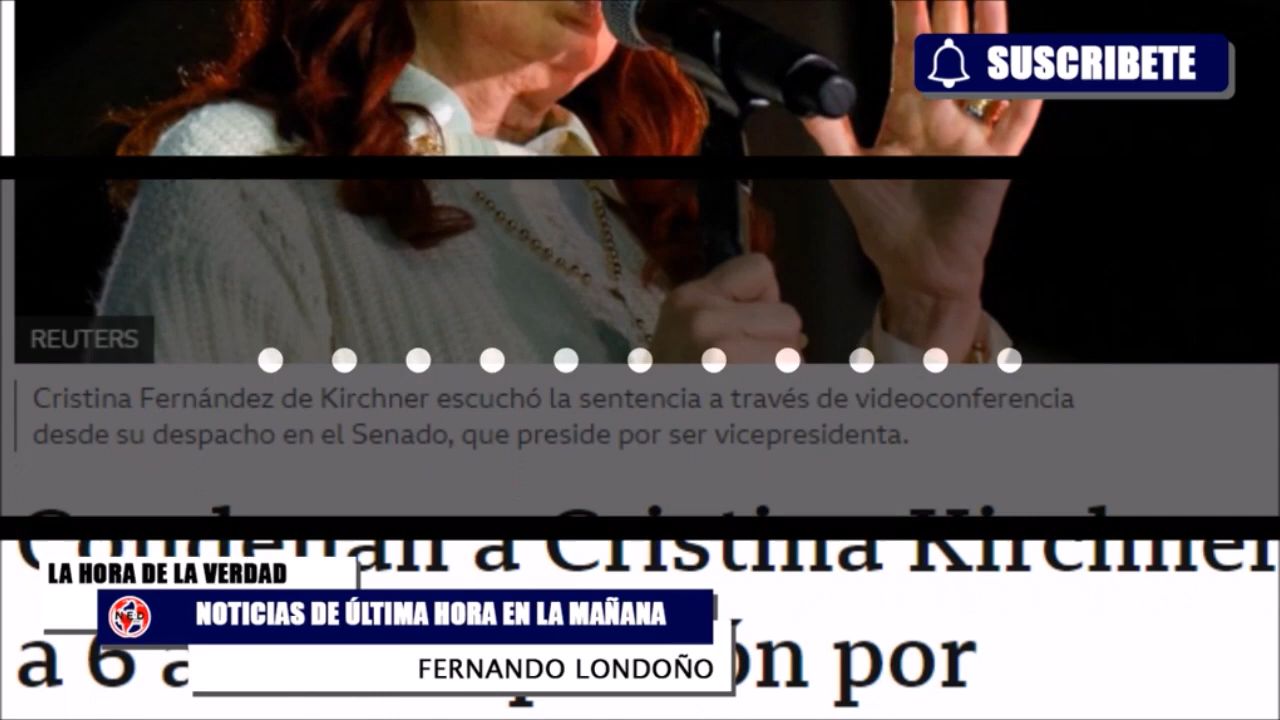 SUSCRIBETE
REUTERS
Cristina Fernández de Kirchner escuchó la sentencia a través de videoconferencia
desde su despacho en el Senado, que preside por ser vicepresidenta.
Condenan a Cristina Kirchner
a 6 por
LA HORA DE LA VERDAD
NOTICIAS DE ÚLTIMA HORA EN LA MAÑANA
FERNANDO LONDOÑO